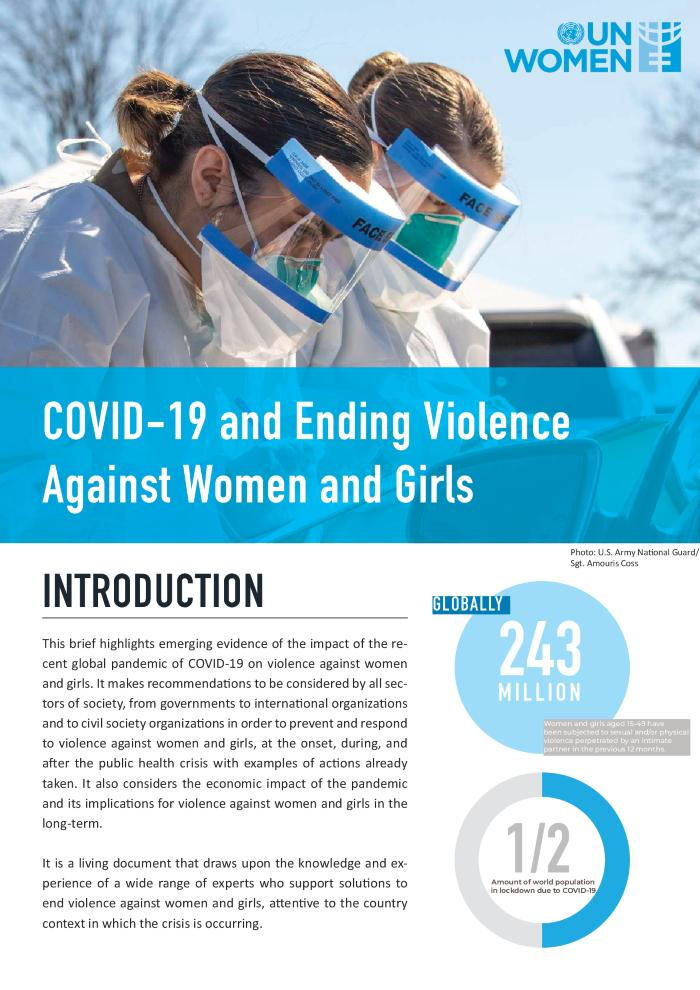 UN
WOMEN
FACE
FACE S
COVID-19 and Ending Violence
Against Women and Girls
Photo: U.S. Army National Guard/
Sgt. Amouris Coss
INTRODUCTION
This brief highlights emerging evidence of the impact of the re-
cent global pandemic of COVID-19 on violence against women
and girls. It makes recommendations to be considered by all sec-
tors of society, from governments to international organizations
and to civil society organizations in order to prevent and respond
to violence against women and girls, at the onset, during, and
after the public health crisis with examples of actions already
taken. It also considers the economic impact of the pandemic
and its implications for violence against women and girls in the
long-term.
It is a living document that draws upon the knowledge and ex-
perience of a wide range of experts who support solutions to
end violence against women and girls, attentive to the country
context in which the crisis is occurring.
GLOBALLY
243
MILLION
Women and girls aged 15-49 have
been subjected to sexual and/or physical
violence perpetrated by an intimate
partner in the previous 12 months.
1/2
Amount of world population
in lockdown due to COVID-19